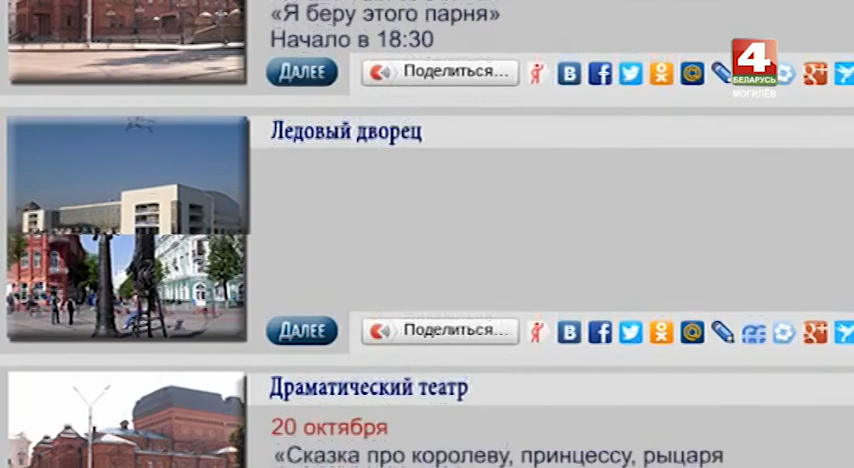 «Я беру этого парня»
Начало в 18:30
ДАЛЕЕ
Поделиться...
4
БЕЛАРУСЬ
МОГИЛЁВ
Ледовый дворец
ДАЛЕЕ
Поделиться...
Драматический театр
20 октября
«Сказка про королеву, принцессу, рыцаря